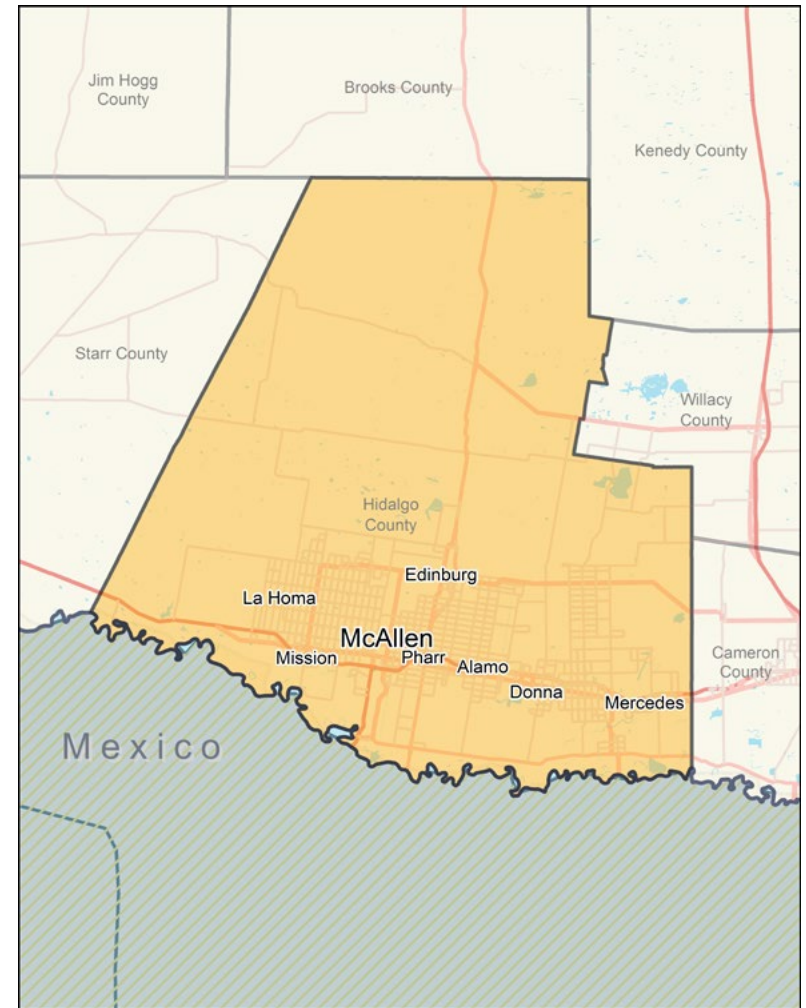 Jim Hogg
County
Brooks County
Kenedy County
Starr County
Willacy
County
Hidalgo
County
Edinburg
La Homa
McAllen
Mission
Pharr
Alamo
Cameron
County
Donna
Mercedes
Mexico